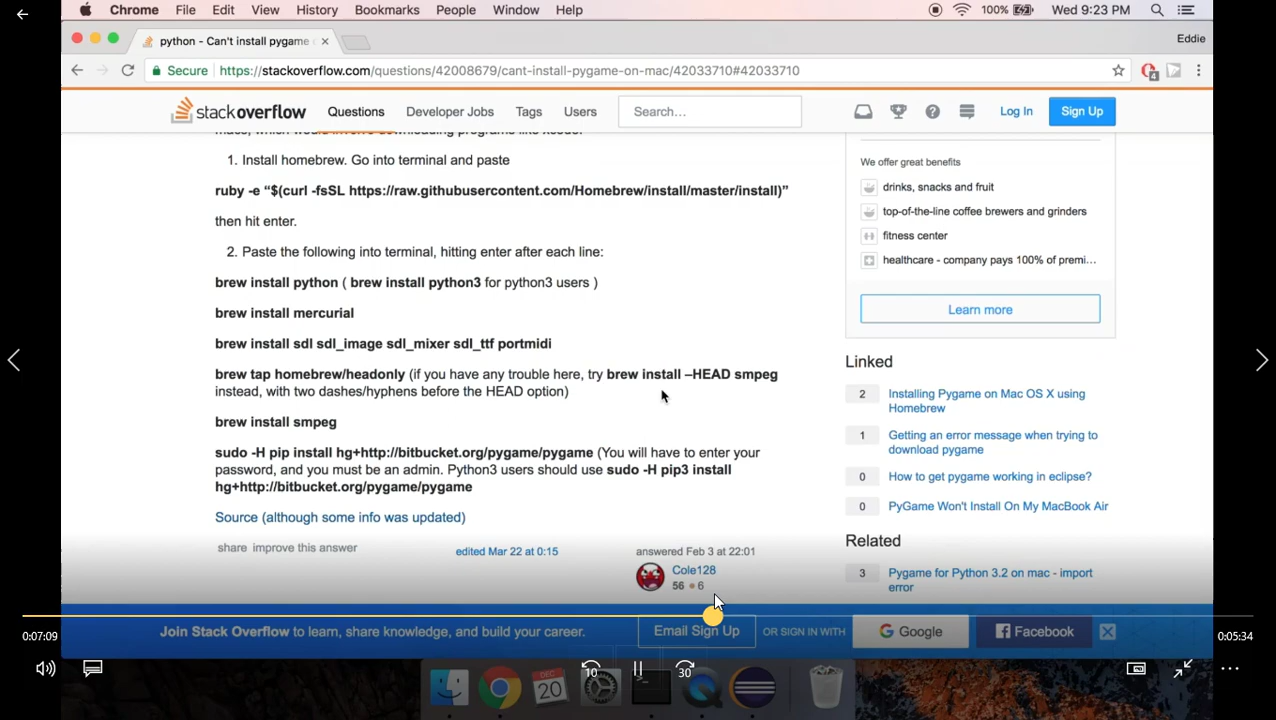 Chrome File Edit View History Bookmarks People Window Help 100% Wed 9:23 PM
python - Can't install pygame
Eddie
Secure https://stackoverflow.com/questions/42008679/cant-install-pygame-on-mac/42033710#42033710
4
stackoverflow Questions Developer Jobs Tags Users Search... ? Log In Sign Up
1. Install homebrew. Go into terminal and paste
ruby -e “$(curl -fsSL https://raw.githubusercontent.com/Homebrew/install/master/install)”
then hit enter.
2. Paste the following into terminal, hitting enter after each line:
brew install python ( brew install python3 for python3 users )
brew install mercurial
brew install sdl sdl_image sdl_mixer sdl_ttf portmidi
brew tap homebrew/headonly (if you have any trouble here, try brew install –HEAD smpeg
instead, with two dashes/hyphens before the HEAD option)
brew install smpeg
sudo -H pip install hg+http://bitbucket.org/pygame/pygame (You will have to enter your
password, and you must be an admin. Python3 users should use sudo -H pip3 install
hg+http://bitbucket.org/pygame/pygame
Source (although some info was updated)
share improve this answer
edited Mar 22 at 0:15
answered Feb 3 at 22:01
Cole128
56 6
We offer great benefits
drinks, snacks and fruit
top-of-the-line coffee brewers and grinders
fitness center
healthcare - company pays 100% of premi...
Learn more
Linked
2 Installing Pygame on Mac OS X using
Homebrew
1 Getting an error message when trying to
download pygame
0 How to get pygame working in eclipse?
0 PyGame Won't Install On My MacBook Air
Related
3 Pygame for Python 3.2 on mac - import
error
Join Stack Overflow to learn, share knowledge, and build your career. Email Sign Up OR SIGN IN WITH Google Facebook
0:07:09
0:05:34
10
30
DEC
20